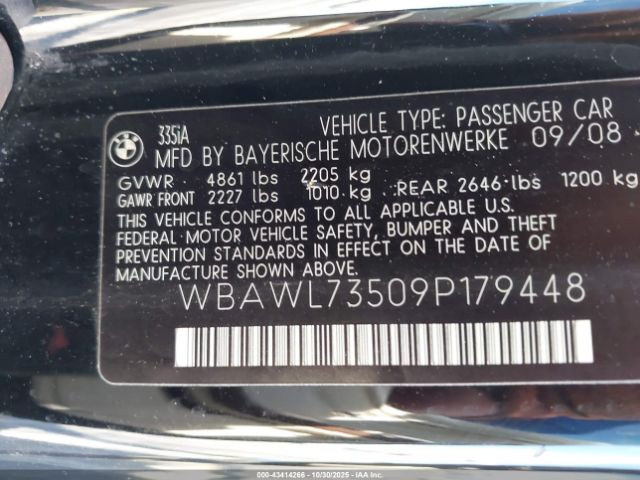 BMW
335iA
VEHICLE TYPE: PASSENGER CAR
MFD BY BAYERISCHE MOTORENWERKE 09/08
GVWR 4861 lbs 2205 kg
GAWR FRONT 2227 lbs 1010 kg REAR 2646 lbs 1200 kg
THIS VEHICLE CONFORMS TO ALL APPLICABLE U.S.
FEDERAL MOTOR VEHICLE SAFETY, BUMPER AND THEFT
PREVENTION STANDARDS IN EFFECT ON THE DATE OF
MANUFACTURE SHOWN ABOVE.
WBAWL73509P179448
000-43414266 - 10/30/2025 - IAAI.COM